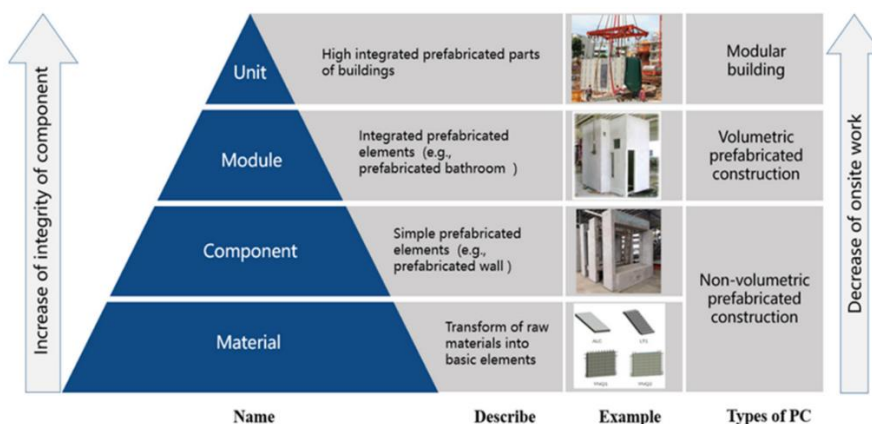 Increase of integrity of component
Unit
High integrated prefabricated parts
of buildings
Modular
building
Module
Integrated prefabricated
elements (e.g.,
prefabricated bathroom )
Volumetric
prefabricated
construction
Component
Simple prefabricated
elements (e.g.,
prefabricated wall )
Non-volumetric
prefabricated
construction
Material
Transform of raw
materials into
basic elements
ALC
Decrease of onsite work
Name
Describe
Example
Types of PC